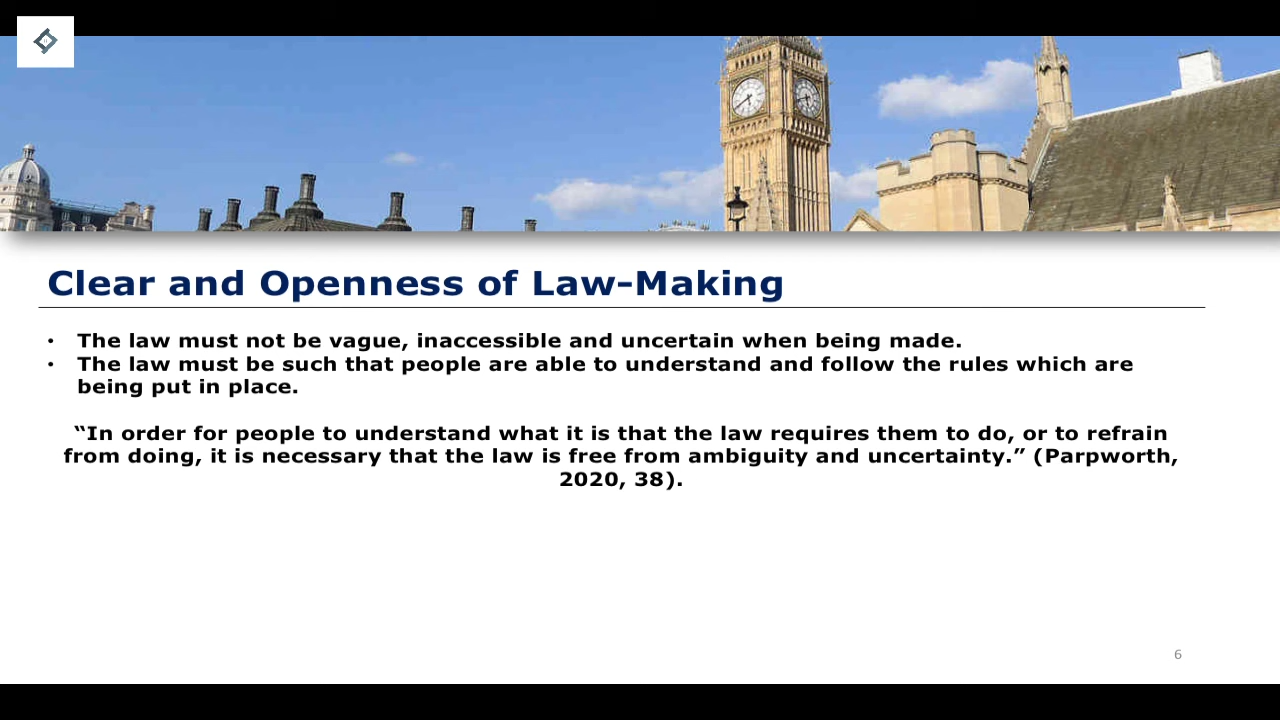 Clear and Openness of Law-Making
• The law must not be vague, inaccessible and uncertain when being made.
• The law must be such that people are able to understand and follow the rules which are
being put in place.
“In order for people to understand what it is that the law requires them to do, or to refrain
from doing, it is necessary that the law is free from ambiguity and uncertainty.” (Parpworth,
2020, 38).
6